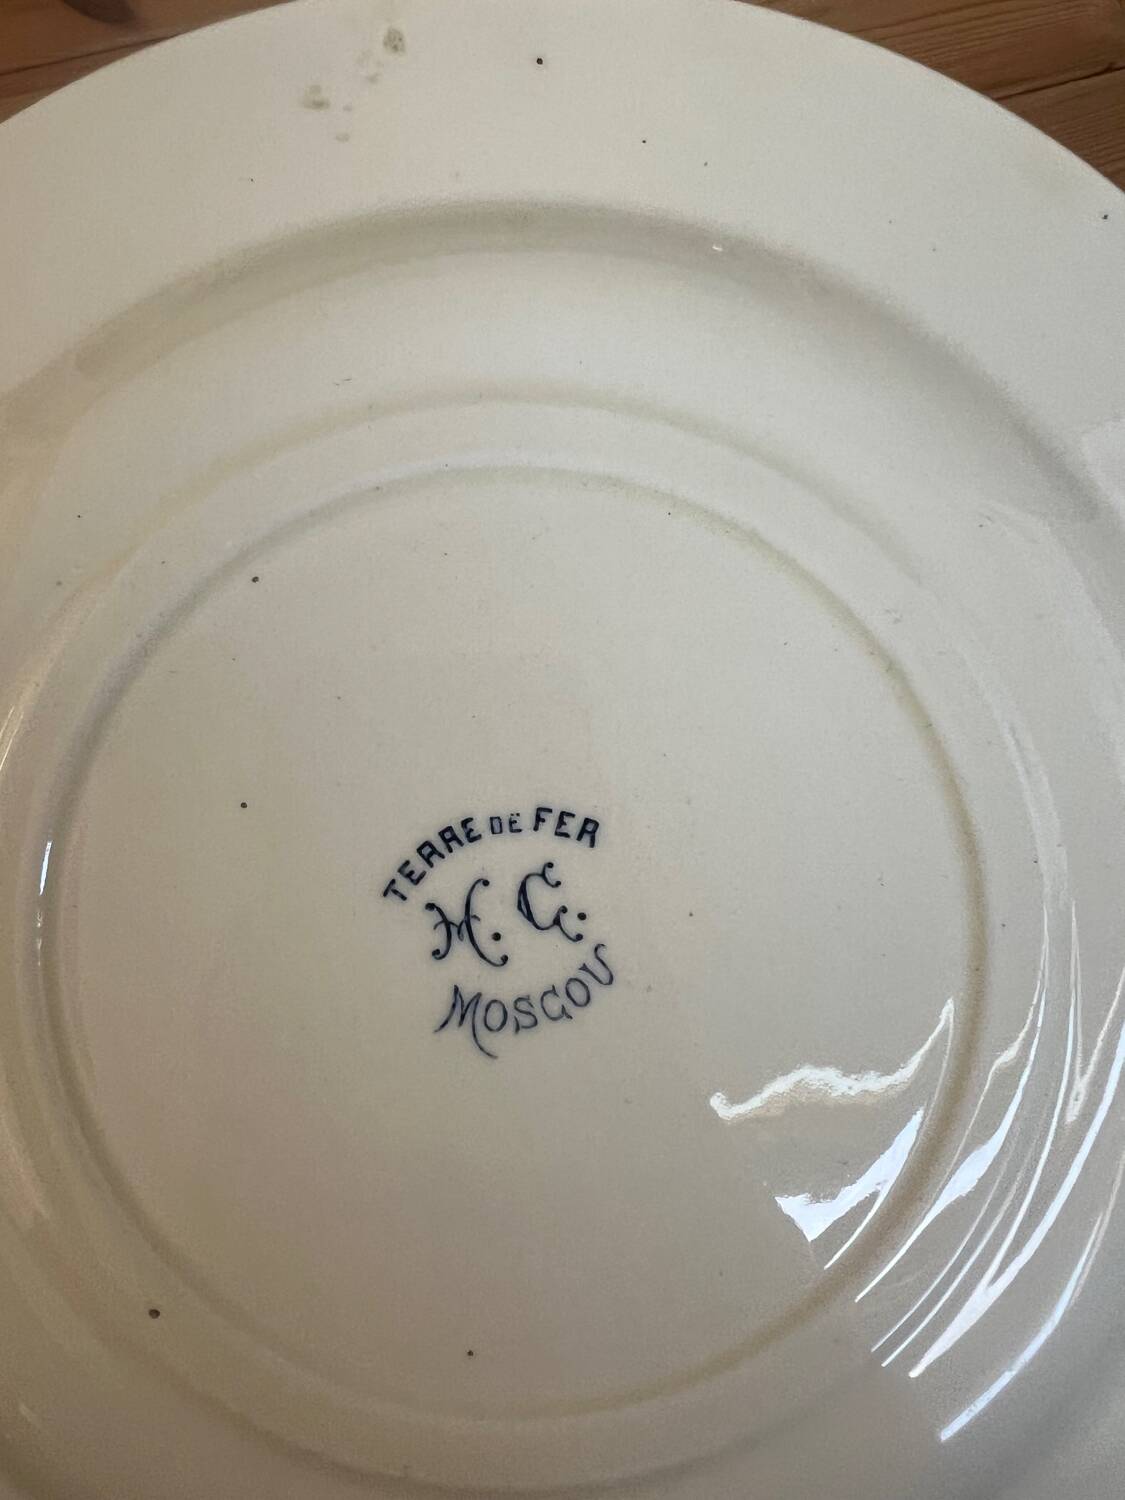 TERRE DE FER
H. C.
MOSCOU